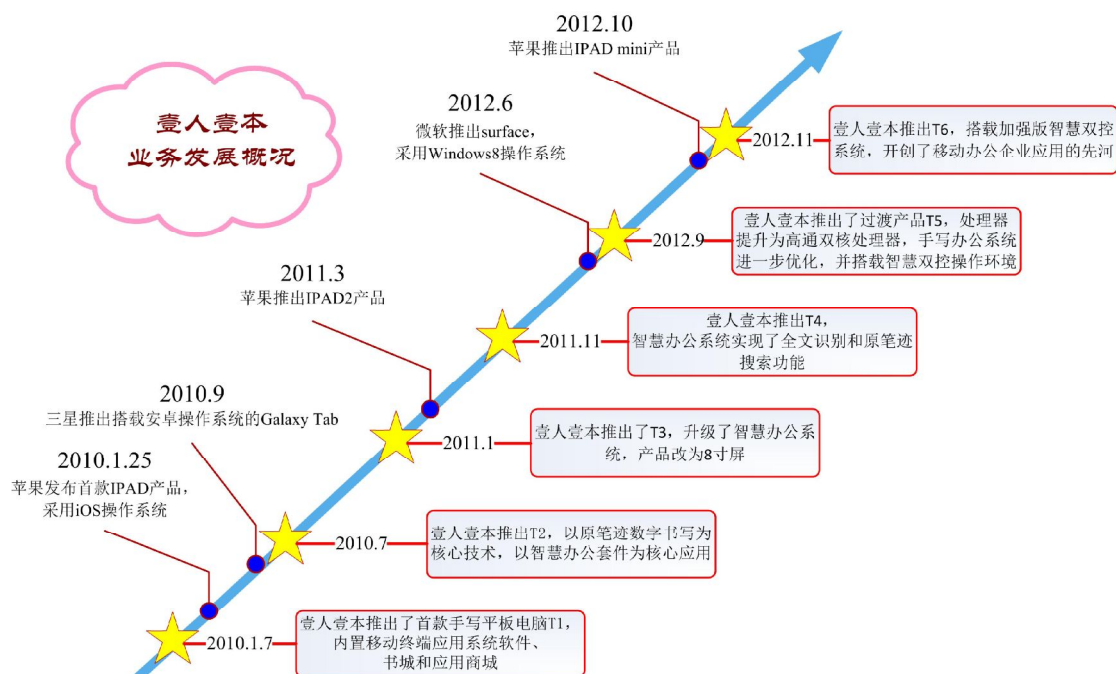 壹人壹本
业务发展概况
2012.10
苹果推出IPAD mini产品
2012.6
微软推出surface，
采用Windows8操作系统
2011.3
苹果推出IPAD2产品
2010.9
三星推出搭载安卓操作系统的Galaxy Tab
2010.1.25
苹果发布首款IPAD产品，
采用iOS操作系统
2012.11
壹人壹本推出T6，搭载加强版智慧双控
系统，开创了移动办公企业应用的先河
2012.9
壹人壹本推出了过渡产品T5，处理器
提升为高通双核处理器，手写办公系统
进一步优化，并搭载智慧双控操作环境
2011.11
壹人壹本推出T4，
智慧办公系统实现了全文识别和原笔迹
搜索功能
2011.1
壹人壹本推出了T3，升级了智慧办公系
统，产品改为8寸屏
2010.7
壹人壹本推出T2，以原笔迹数字书写为
核心技术，以智慧办公套件为核心应用
2010.1.7
壹人壹本推出了首款手写平板电脑T1，
内置移动终端应用系统软件、
书城和应用商城